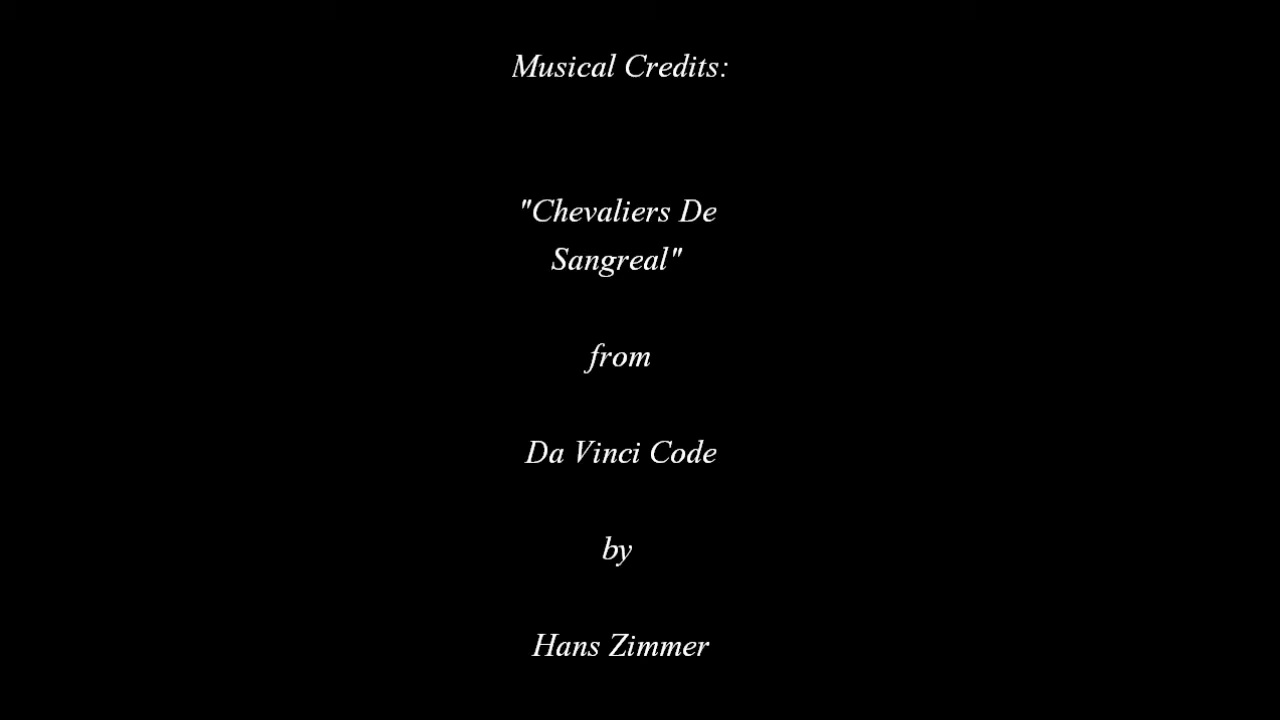 Musical Credits:
"Chevaliers De
Sangreal"
from
Da Vinci Code
by
Hans Zimmer